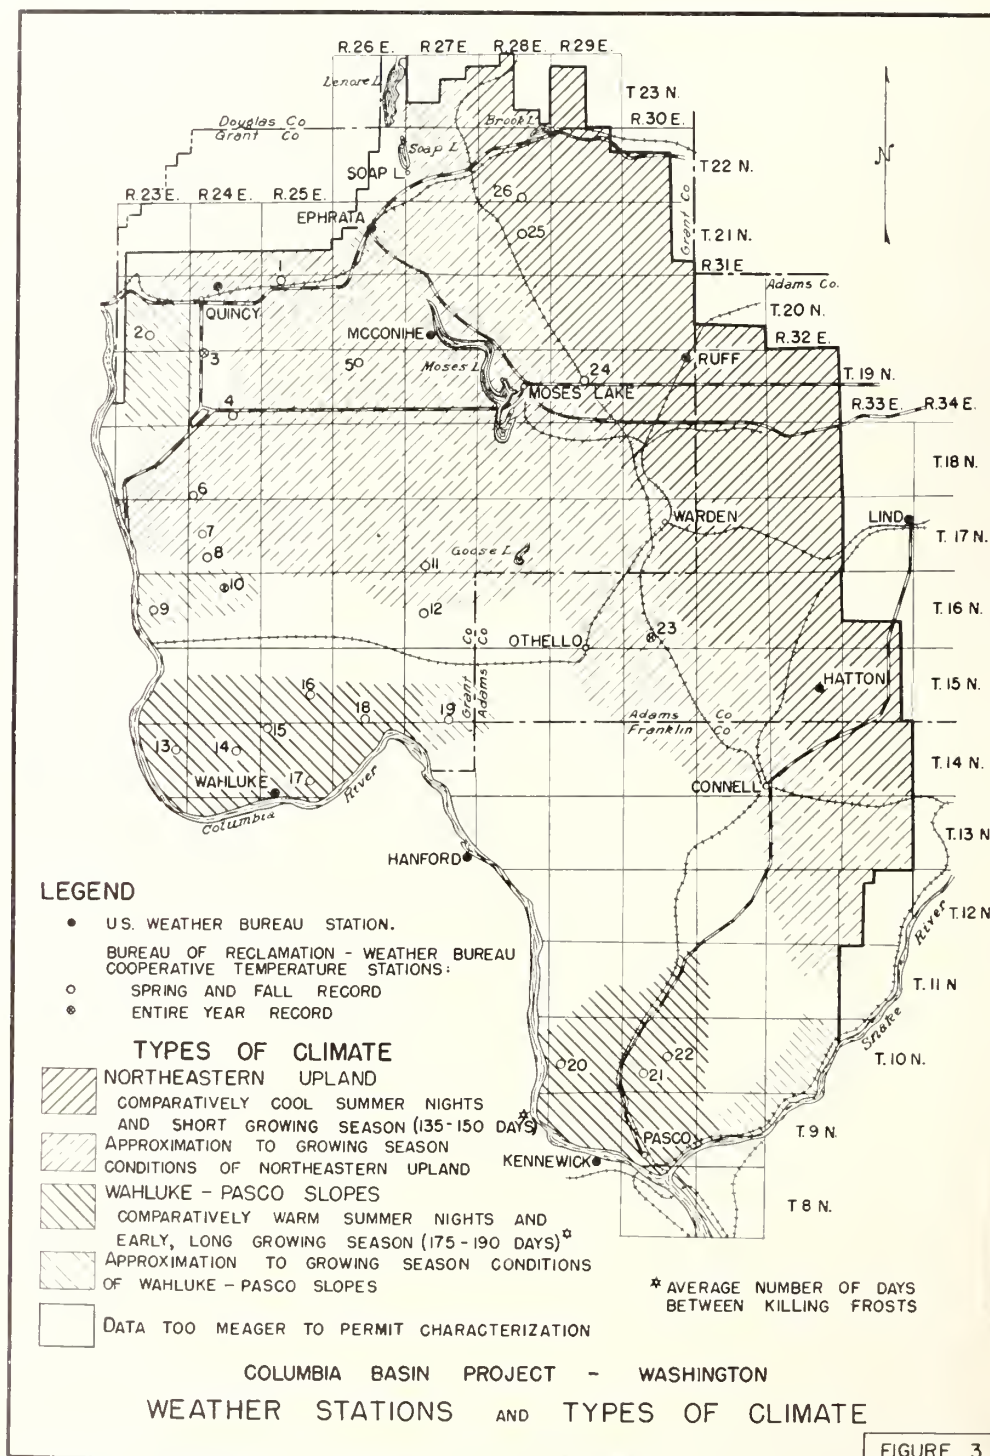 R.26 E. R.27 E R.28 E. R.29 E.
Lenore L
T 23 N.
R.30 E.
Douglas Co
Grant Co
Brook L
Soap L
SOAP L.
T22 N.
R.23 E. R.24 E. R.25 E.
26
EPHRATA
25
Grant Co
T.21 N.
R31 E
Adams Co.
1
QUINCY
T.20 N.
2
MCCONIHE
R.32 E.
3
5
Moses L
RUFF
24
MOSES LAKE
T.19 N.
4
R.33 E. R.34 E.
T.18 N.
6
WARDEN
LIND
7
T. 17 N.
8
Goose L
11
10
9
12
T.16 N.
Grant Co
Adams Co
OTHELLO
23
16
HATTON
T. 15 N.
18
19
Adams Co
Franklin Co
15
13
14
T.14 N.
WAHLUKE
17
CONNELL
Columbia River
T.13 N
HANFORD
T.12 N
T.11 N
Snake River
T.10 N.
20
22
21
T.9 N.
PASCO
KENNEWICK
T 8 N.
N
LEGEND
U.S. WEATHER BUREAU STATION.
BUREAU OF RECLAMATION - WEATHER BUREAU
COOPERATIVE TEMPERATURE STATIONS:
SPRING AND FALL RECORD
ENTIRE YEAR RECORD
TYPES OF CLIMATE
NORTHEASTERN UPLAND
COMPARATIVELY COOL SUMMER NIGHTS
AND SHORT GROWING SEASON (135-150 DAYS)*
APPROXIMATION TO GROWING SEASON
CONDITIONS OF NORTHEASTERN UPLAND
WAHLUKE - PASCO SLOPES
COMPARATIVELY WARM SUMMER NIGHTS AND
EARLY, LONG GROWING SEASON (175-190 DAYS)*
APPROXIMATION TO GROWING SEASON CONDITIONS
OF WAHLUKE - PASCO SLOPES
DATA TOO MEAGER TO PERMIT CHARACTERIZATION
* AVERAGE NUMBER OF DAYS
BETWEEN KILLING FROSTS
COLUMBIA BASIN PROJECT - WASHINGTON
WEATHER STATIONS AND TYPES OF CLIMATE
FIGURE 3